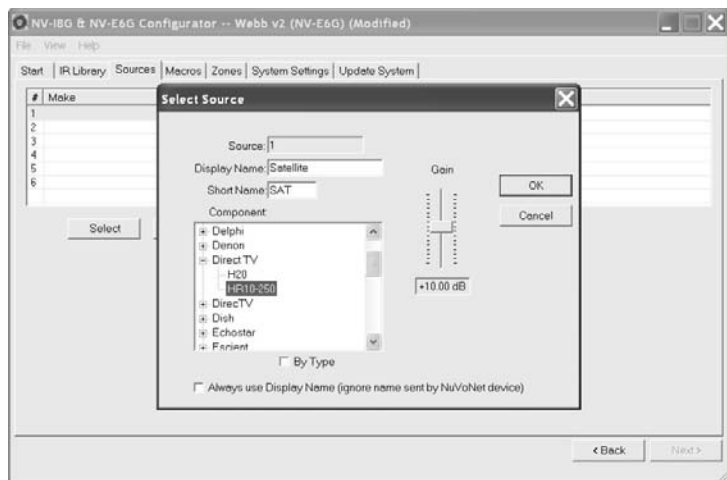 NV-I8G & NV-E6G Configurator -- Webb v2 (NV-E6G) (Modified)
File View Help
Start IR Library Sources Macros Zones System Settings Update System
# Make
1
2
3
4
5
6
Select
Select Source
Source: 1
Display Name: Satellite
Short Name: SAT
Component
Delphi
Denon
Direct TV
H20
HR10-250
DirecTV
Dish
Echostar
Escient
By Type
Always use Display Name (ignore name sent by NuVoNet device)
Gain
+10.00 dB
OK
Cancel
< Back Next >